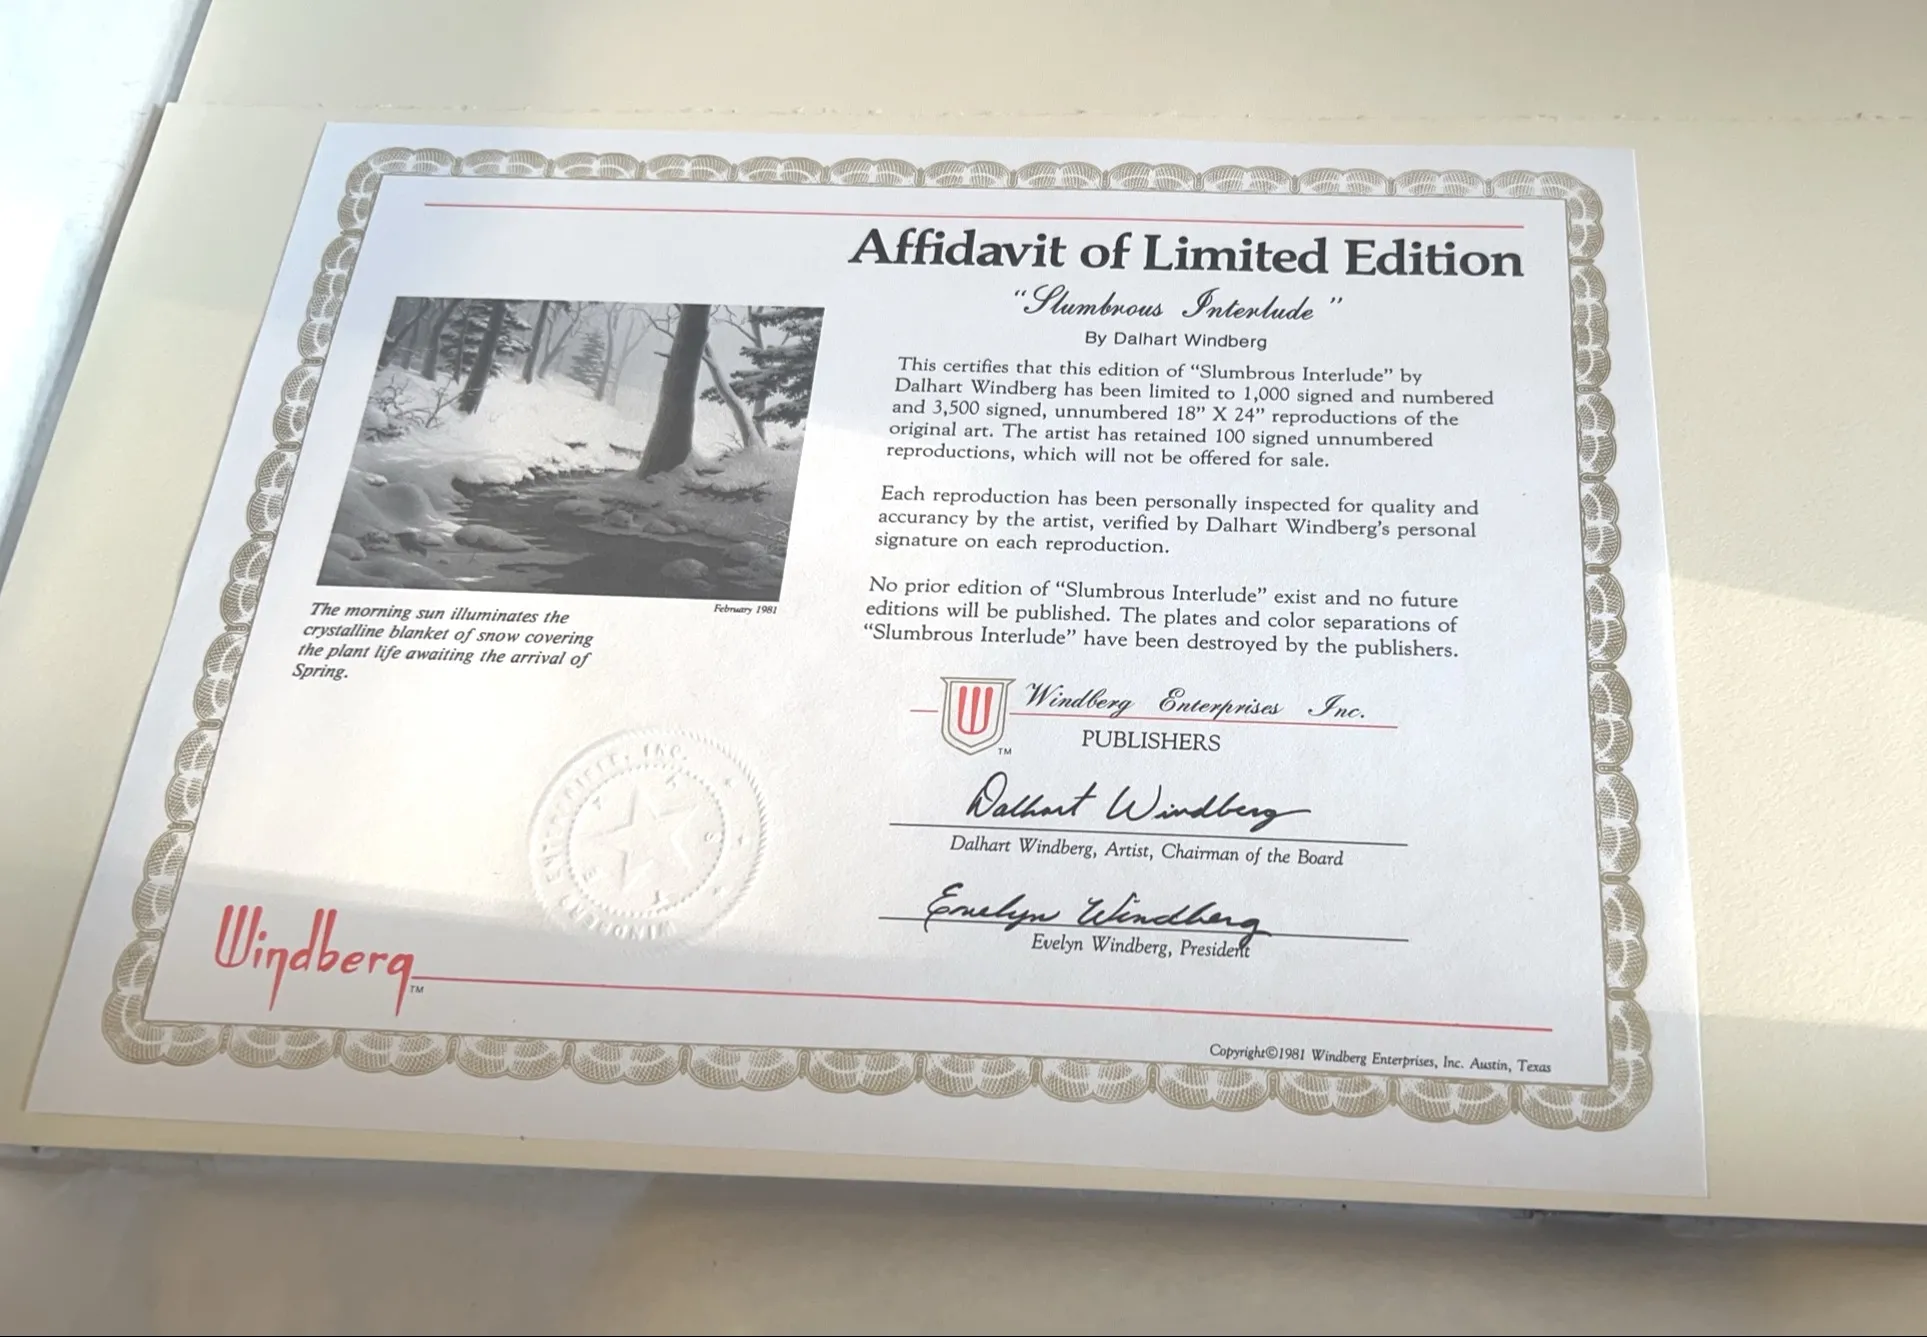 Affidavit of Limited Edition
“Slumbrous Interlude”
By Dalhart Windberg
This certifies that this edition of “Slumbrous Interlude” by
Dalhart Windberg has been limited to 1,000 signed and numbered
and 3,500 signed, unnumbered 18” X 24” reproductions of the
original art. The artist has retained 100 signed unnumbered
reproductions, which will not be offered for sale.
Each reproduction has been personally inspected for quality and
accurancy by the artist, verified by Dalhart Windberg’s personal
signature on each reproduction.
No prior edition of “Slumbrous Interlude” exist and no future
editions will be published. The plates and color separations of
“Slumbrous Interlude” have been destroyed by the publishers.
February 1981
The morning sun illuminates the
crystalline blanket of snow covering
the plant life awaiting the arrival of
Spring.
W
TM
Windberg Enterprises Inc.
PUBLISHERS
Dalhart Windberg
Dalhart Windberg, Artist, Chairman of the Board
Evelyn Windberg
Evelyn Windberg, President
WINDBERG ENTERPRISES, INC.
TEXAS
Windberg
TM
Copyright©1981 Windberg Enterprises, Inc. Austin, Texas